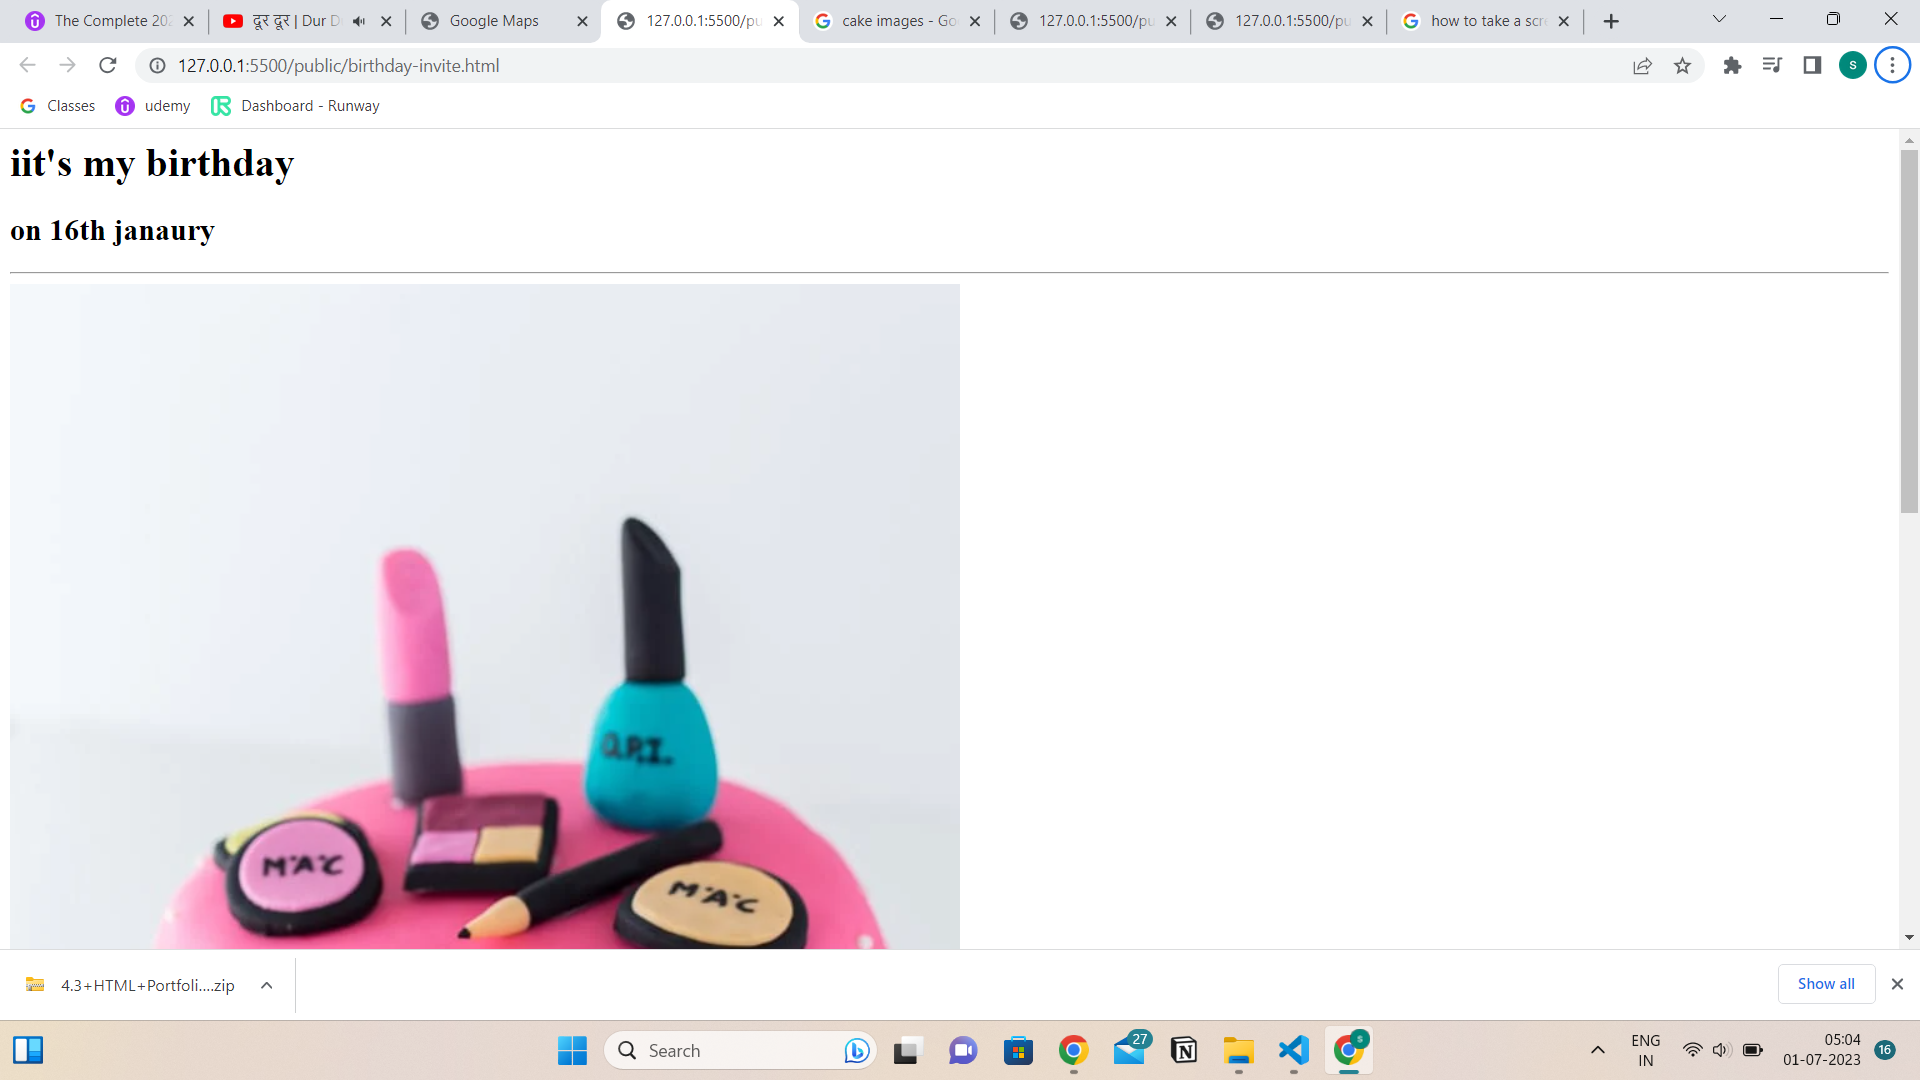 The Complete 202
दूर दूर | Dur D
Google Maps
127.0.0.1:5500/pu
cake images - Go
127.0.0.1:5500/pu
127.0.0.1:5500/pu
how to take a scre
127.0.0.1:5500/public/birthday-invite.html
S
Classes
udemy
Dashboard - Runway
iit's my birthday
on 16th janaury
O.P.I.
M·A·C
M·A·C
4.3+HTML+Portfoli....zip
Show all
Search
27
S
ENG
IN
05:04
01-07-2023
16